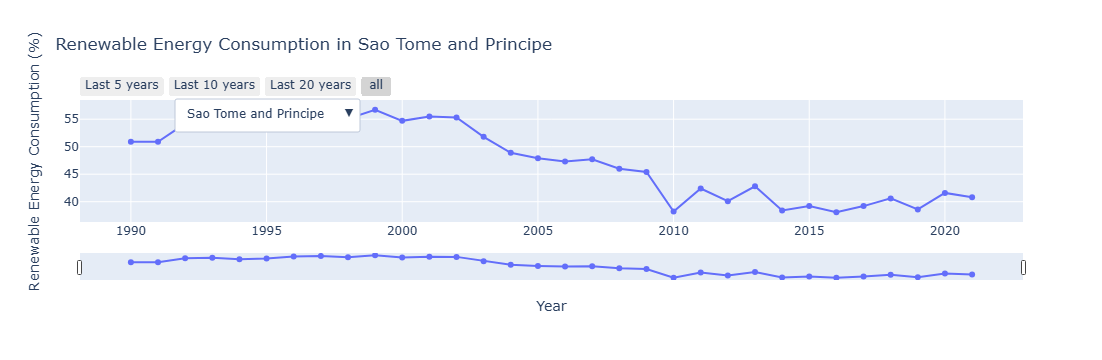 Renewable Energy Consumption in Sao Tome and Principe
Renewable Energy Consumption (%)
Last 5 years Last 10 years Last 20 years all
Sao Tome and Principe ▼
55
50
45
40
1990 1995 2000 2005 2010 2015 2020
Year